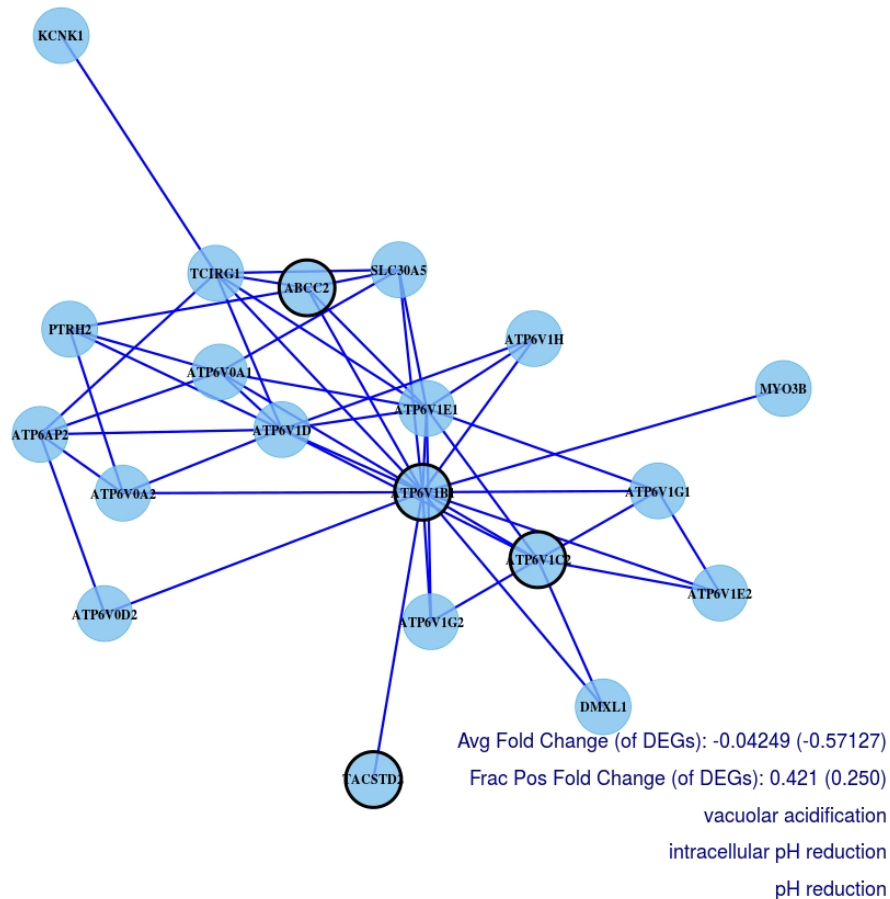 KCNK1
TCIRG1
ABCC2
SLC30A5
PTRH2
ATP6V1H
ATP6V0A1
MYO3B
ATP6V1E1
ATP6AP2
ATP6V1D
ATP6V0A2
ATP6V1B1
ATP6V1G1
ATP6V1C2
ATP6V1E2
ATP6V0D2
ATP6V1G2
DMXL1
Avg Fold Change (of DEGs): -0.04249 (-0.57127)
TACSTD2
Frac Pos Fold Change (of DEGs): 0.421 (0.250)
vacuolar acidification
intracellular pH reduction
pH reduction